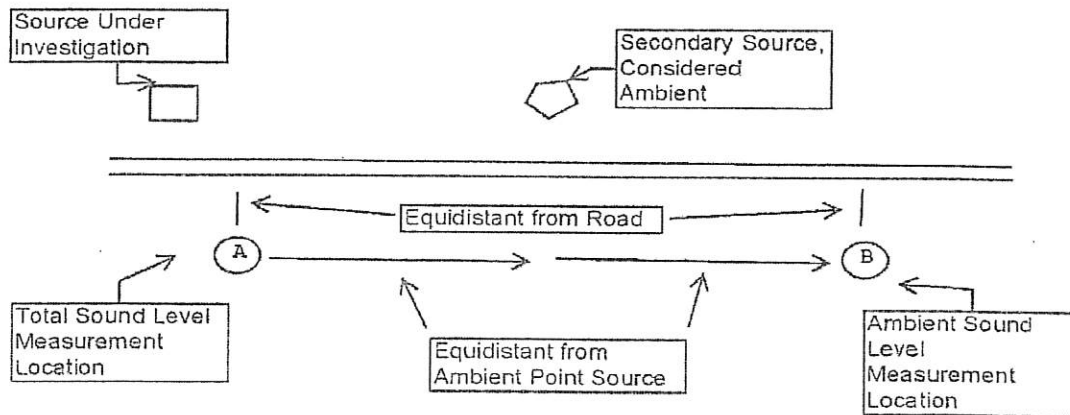 Source Under
Investigation
Secondary Source,
Considered
Ambient
Equidistant from Road
A
B
Total Sound Level
Measurement
Location
Equidistant from
Ambient Point Source
Ambient Sound
Level
Measurement
Location